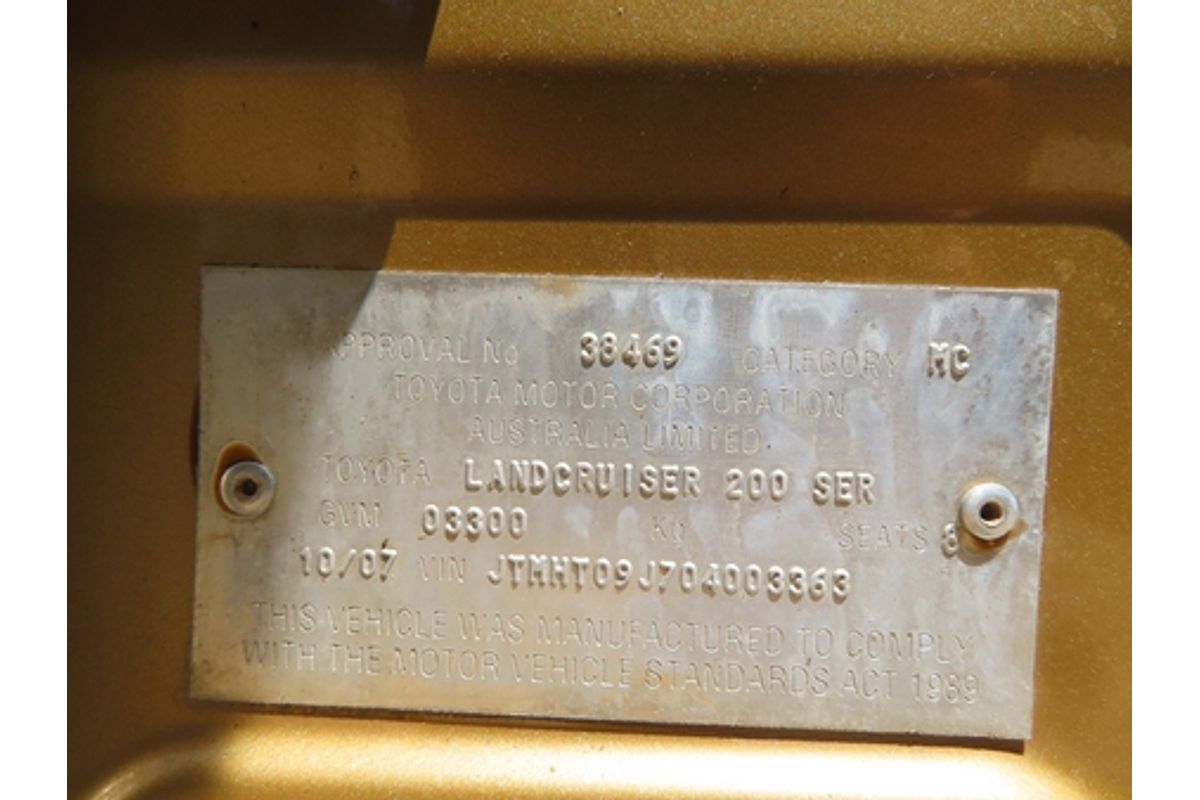 APPROVAL No 38469 CATEGORY MC
TOYOTA MOTOR CORPORATION
AUSTRALIA LIMITED.
TOYOTA LANDCRUISER 200 SER
GVM 03300 Kg SEATS 8
10/07 VIN JTMHT09J704003363
THIS VEHICLE WAS MANUFACTURED TO COMPLY
WITH THE MOTOR VEHICLE STANDARDS ACT 1989